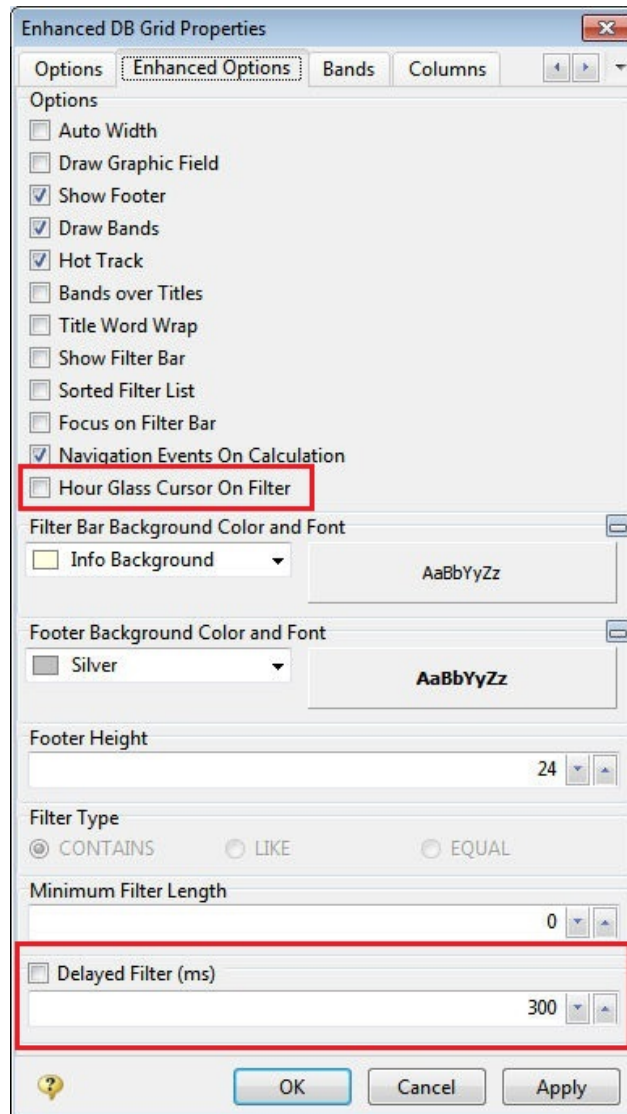 Enhanced DB Grid Properties
Options Enhanced Options Bands Columns
Options
Auto Width
Draw Graphic Field
Show Footer
Draw Bands
Hot Track
Bands over Titles
Title Word Wrap
Show Filter Bar
Sorted Filter List
Focus on Filter Bar
Navigation Events On Calculation
Hour Glass Cursor On Filter
Filter Bar Background Color and Font
Info Background AaBbYyZz
Footer Background Color and Font
Silver AaBbYyZz
Footer Height
24
Filter Type
CONTAINS LIKE EQUAL
Minimum Filter Length
0
Delayed Filter (ms)
300
OK Cancel Apply